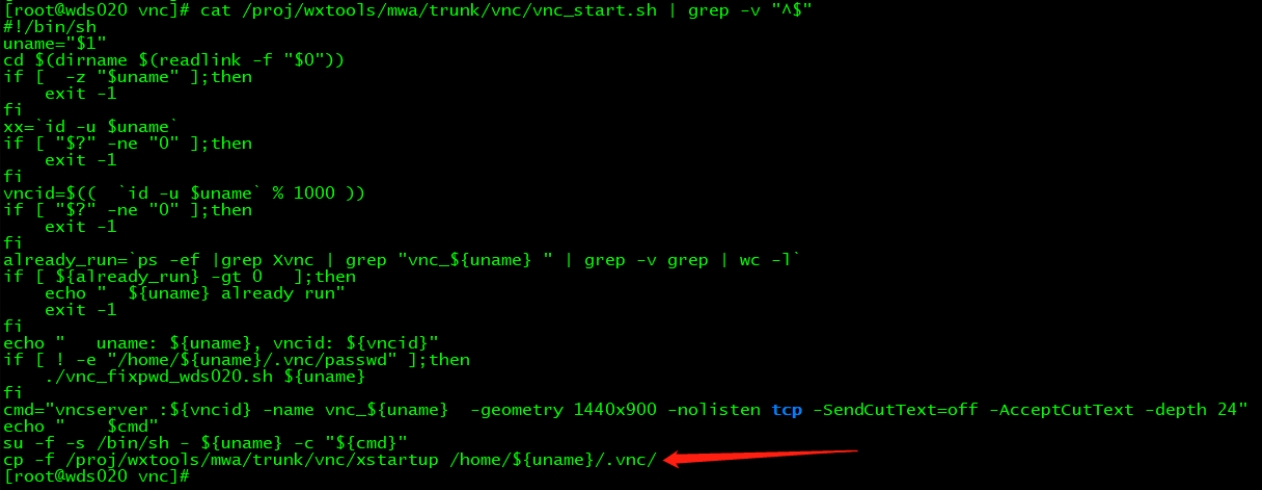 [root@wds020 vnc]# cat /proj/wxtools/mwa/trunk/vnc/vnc_start.sh | grep -v "^$"
#!/bin/sh
uname="$1"
cd $(dirname $(readlink -f "$0"))
if [  -z "$uname" ];then
    exit -1
fi
xx=`id -u $uname`
if [ "$?" -ne "0" ];then
    exit -1
fi
vncid=$((  `id -u $uname` % 1000 ))
if [ "$?" -ne "0" ];then
    exit -1
fi
already_run=`ps -ef |grep Xvnc | grep "vnc_${uname} " | grep -v grep | wc -l`
if [ ${already_run} -gt 0   ];then
    echo "  ${uname} already run"
    exit -1
fi
echo "   uname: ${uname}, vncid: ${vncid}"
if [ ! -e "/home/${uname}/.vnc/passwd" ];then
    ./vnc_fixpwd_wds020.sh ${uname}
fi
cmd="vncserver :${vncid} -name vnc_${uname}  -geometry 1440x900 -nolisten tcp -SendCutText=off -AcceptCutText -depth 24"
echo "    $cmd"
su -f -s /bin/sh - ${uname} -c "${cmd}"
cp -f /proj/wxtools/mwa/trunk/vnc/xstartup /home/${uname}/.vnc/
[root@wds020 vnc]#